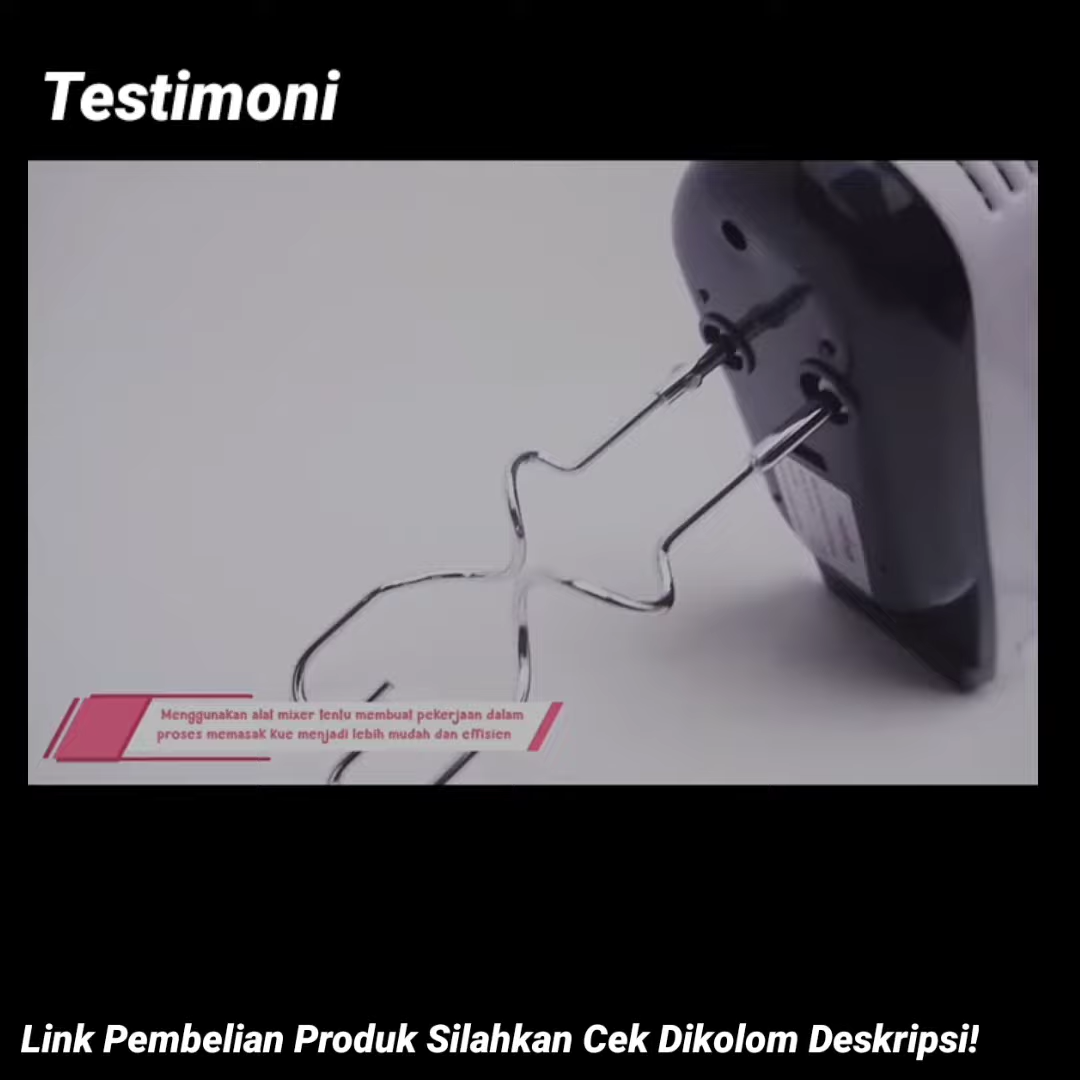 Testimoni
Menggunakan alat mixer tentu membuat pekerjaan dalam
proses memasak kue menjadi lebih mudah dan effisien
Link Pembelian Produk Silahkan Cek Dikolom Deskripsi!